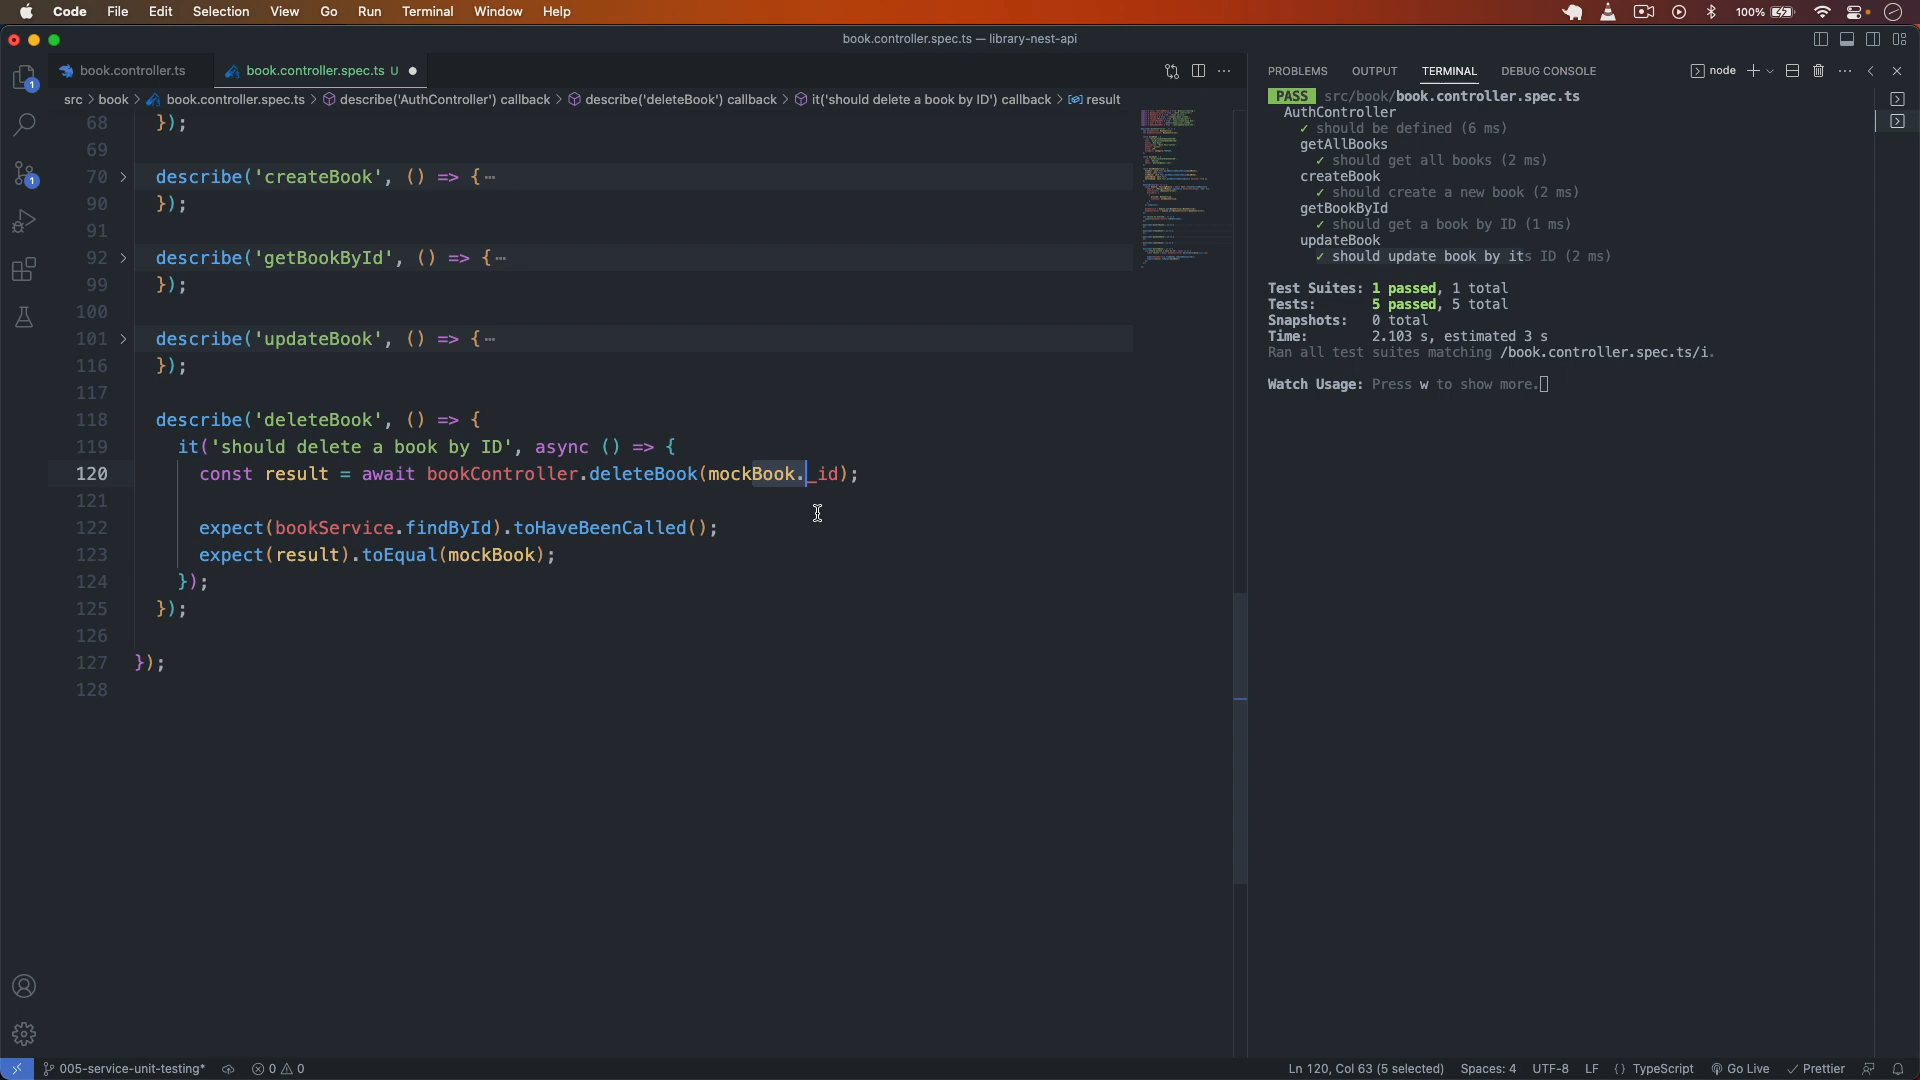 Code File Edit Selection View Go Run Terminal Window Help 100%
book.controller.spec.ts — library-nest-api
book.controller.ts book.controller.spec.ts U
src > book > book.controller.spec.ts > describe('AuthController') callback > describe('deleteBook') callback > it('should delete a book by ID') callback > result
68 });
69
70 describe('createBook', () => {…
90 });
91
92 describe('getBookById', () => {…
99 });
100
101 describe('updateBook', () => {…
116 });
117
118 describe('deleteBook', () => {
119 it('should delete a book by ID', async () => {
120 const result = await bookController.deleteBook(mockBook._id);
121
122 expect(bookService.findById).toHaveBeenCalled();
123 expect(result).toEqual(mockBook);
124 });
125 });
126
127 });
128
PROBLEMS OUTPUT TERMINAL DEBUG CONSOLE node
PASS src/book/book.controller.spec.ts
AuthController
✓ should be defined (6 ms)
getAllBooks
✓ should get all books (2 ms)
createBook
✓ should create a new book (2 ms)
getBookById
✓ should get a book by ID (1 ms)
updateBook
✓ should update book by its ID (2 ms)
Test Suites: 1 passed, 1 total
Tests: 5 passed, 5 total
Snapshots: 0 total
Time: 2.103 s, estimated 3 s
Ran all test suites matching /book.controller.spec.ts/i.
Watch Usage: Press w to show more.
1
1
005-service-unit-testing* 0 0 Ln 120, Col 63 (5 selected) Spaces: 4 UTF-8 LF {} TypeScript Go Live ✓ Prettier